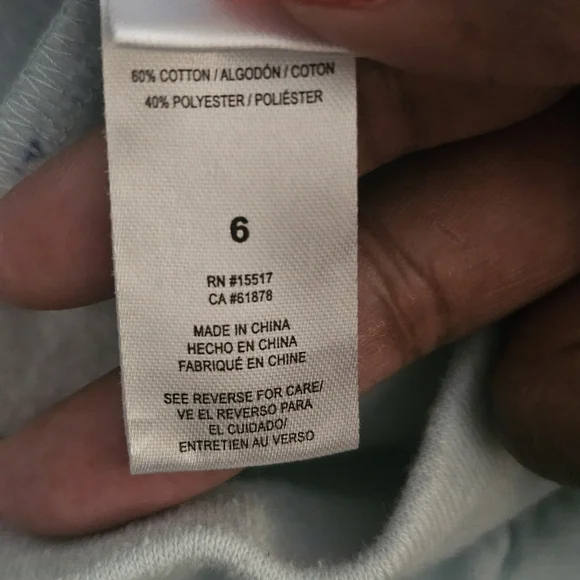 60% COTTON / ALGODÓN / COTON
40% POLYESTER / POLIÉSTER
6
RN #15517
CA #61878
MADE IN CHINA
HECHO EN CHINA
FABRIQUÉ EN CHINE
SEE REVERSE FOR CARE/
VE EL REVERSO PARA
EL CUIDADO/
ENTRETIEN AU VERSO